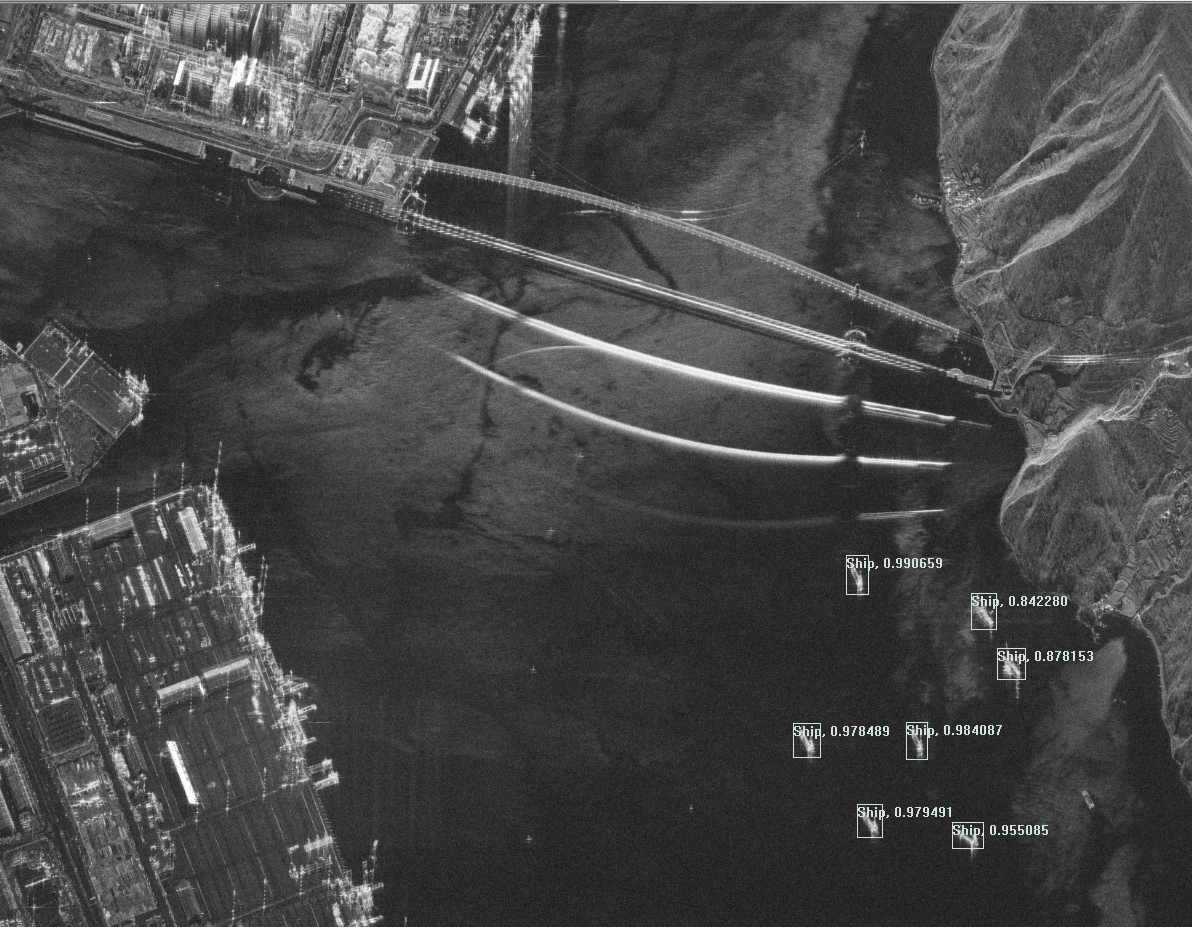 Ship, 0.990659
Ship, 0.842280
Ship, 0.878153
Ship, 0.978489
Ship, 0.984087
Ship, 0.979491
Ship, 0.955085